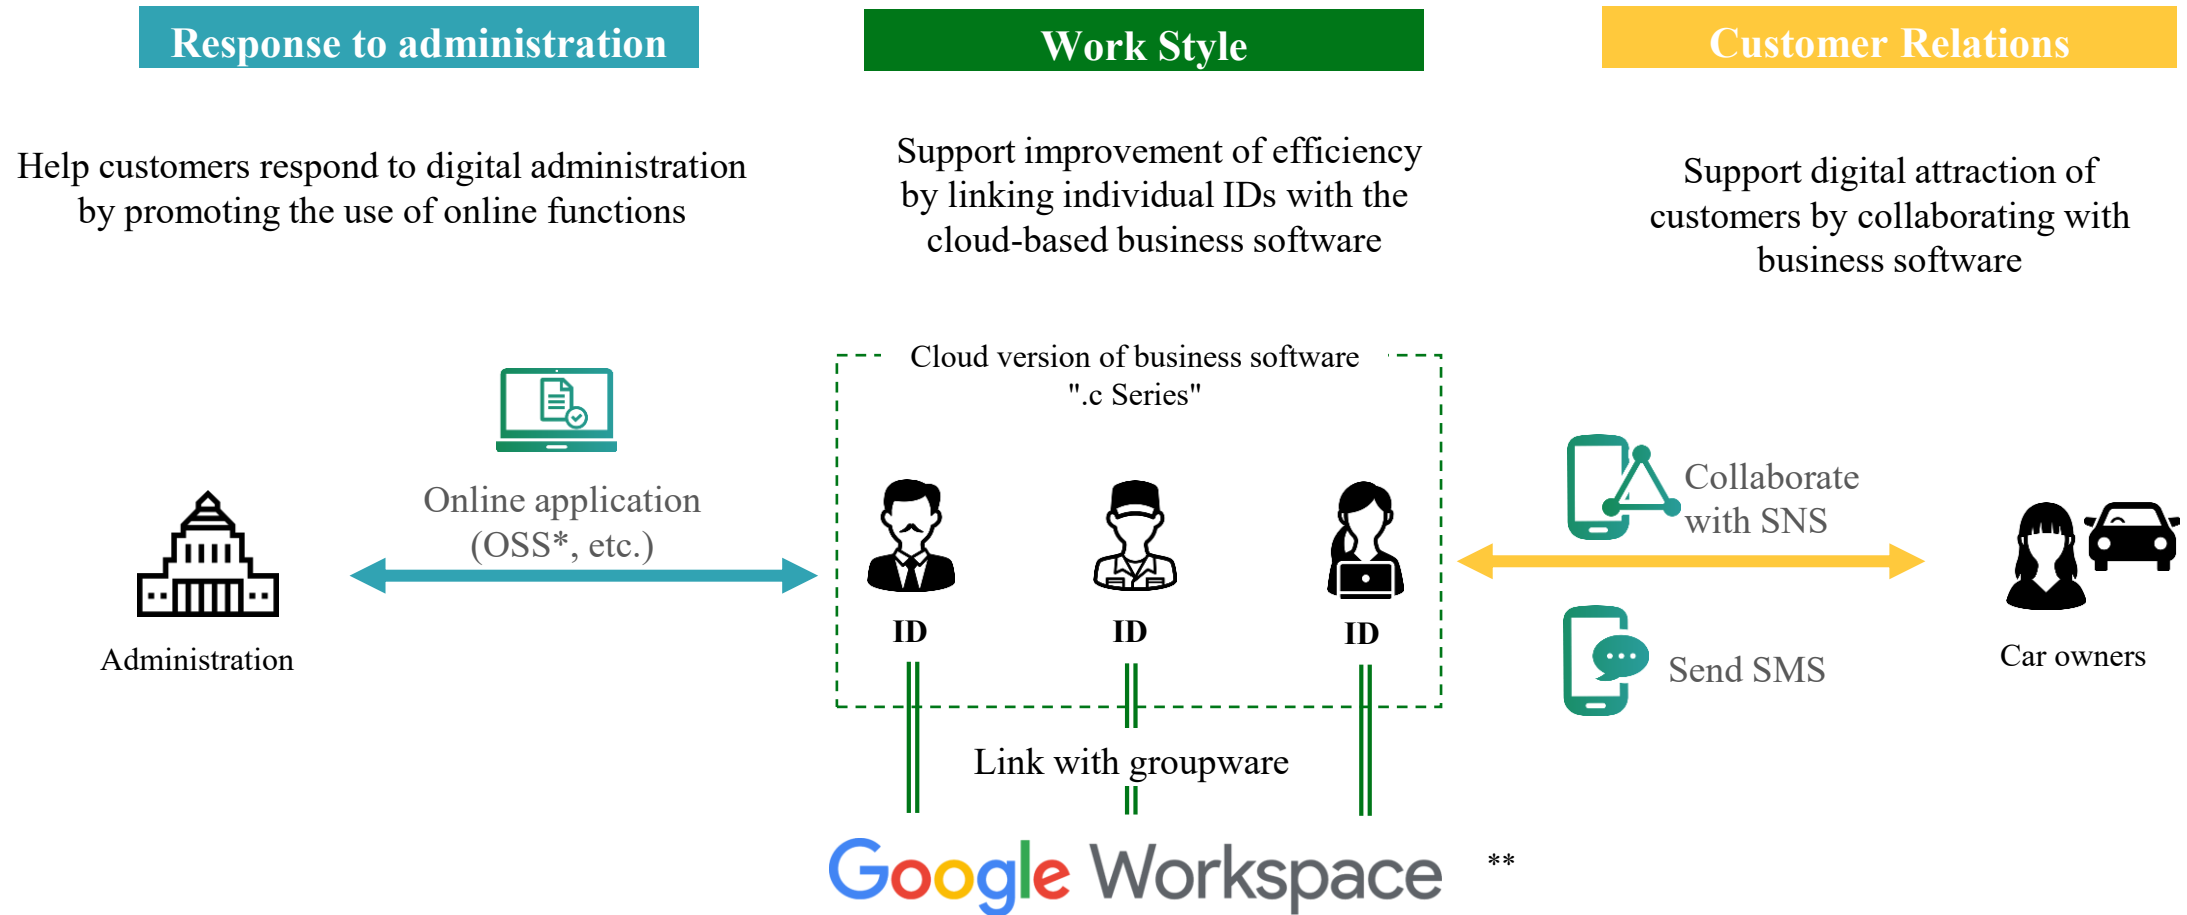 Response to administration
Work Style
Customer Relations
Help customers respond to digital administration
by promoting the use of online functions
Support improvement of efficiency
by linking individual IDs with the
cloud-based business software
Support digital attraction of
customers by collaborating with
business software
Cloud version of business software
".c Series"
Online application
(OSS*, etc.)
Administration
ID
ID
ID
Collaborate
with SNS
Send SMS
Car owners
Link with groupware
Google Workspace **